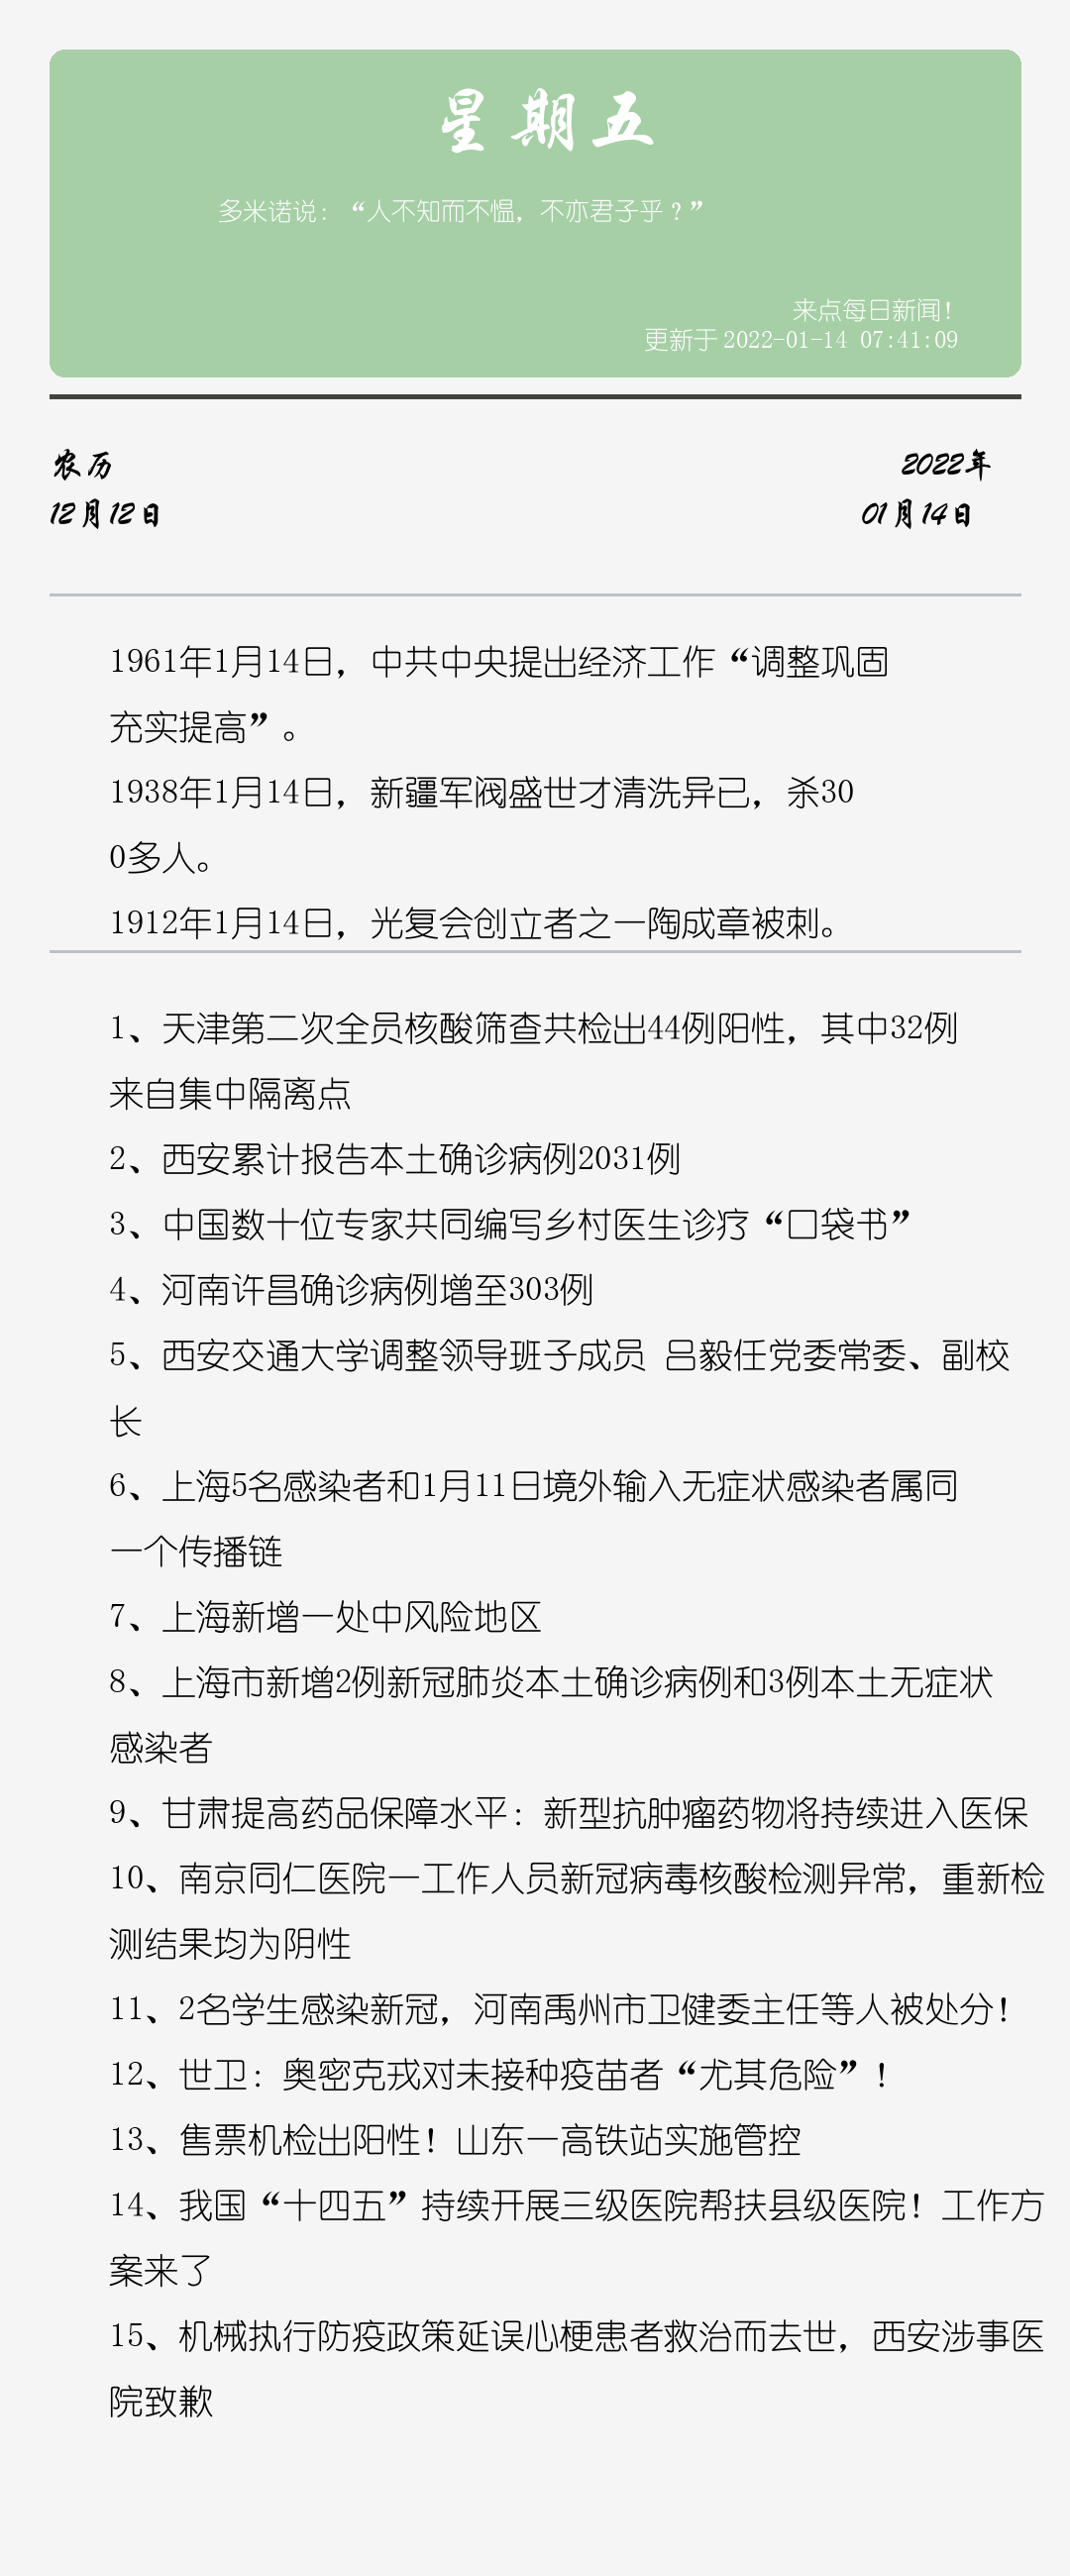 星期五
多米诺说：“人不知而不愠，不亦君子乎？”
来点每日新闻！
更新于 2022-01-14 07:41:09
农历
2022年
12月12日
01月14日
1961年1月14日，中共中央提出经济工作“调整巩固
充实提高”。
1938年1月14日，新疆军阀盛世才清洗异已，杀30
0多人。
1912年1月14日，光复会创立者之一陶成章被刺。
1、天津第二次全员核酸筛查共检出44例阳性，其中32例
来自集中隔离点
2、西安累计报告本土确诊病例2031例
3、中国数十位专家共同编写乡村医生诊疗“口袋书”
4、河南许昌确诊病例增至303例
5、西安交通大学调整领导班子成员 吕毅任党委常委、副校
长
6、上海5名感染者和1月11日境外输入无症状感染者属同
一个传播链
7、上海新增一处中风险地区
8、上海市新增2例新冠肺炎本土确诊病例和3例本土无症状
感染者
9、甘肃提高药品保障水平：新型抗肿瘤药物将持续进入医保
10、南京同仁医院一工作人员新冠病毒核酸检测异常，重新检
测结果均为阴性
11、2名学生感染新冠，河南禹州市卫健委主任等人被处分！
12、世卫：奥密克戎对未接种疫苗者“尤其危险”！
13、售票机检出阳性！山东一高铁站实施管控
14、我国“十四五”持续开展三级医院帮扶县级医院！工作方
案来了
15、机械执行防疫政策延误心梗患者救治而去世，西安涉事医
院致歉